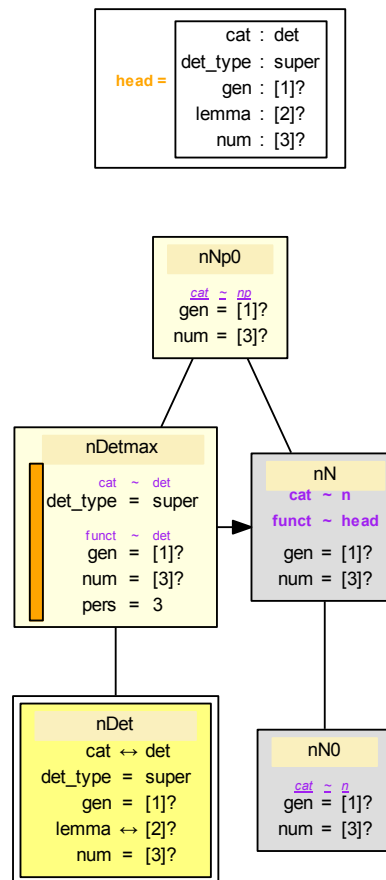 head =
cat : det
det_type : super
gen : [1]?
lemma : [2]?
num : [3]?
nNp0
cat ~ np
gen = [1]?
num = [3]?
nDetmax
cat ~ det
det_type = super
funct ~ det
gen = [1]?
num = [3]?
pers = 3
nN
cat ~ n
funct ~ head
gen = [1]?
num = [3]?
nDet
cat ↔ det
det_type = super
gen = [1]?
lemma ↔ [2]?
num = [3]?
nN0
cat ~ n
gen = [1]?
num = [3]?